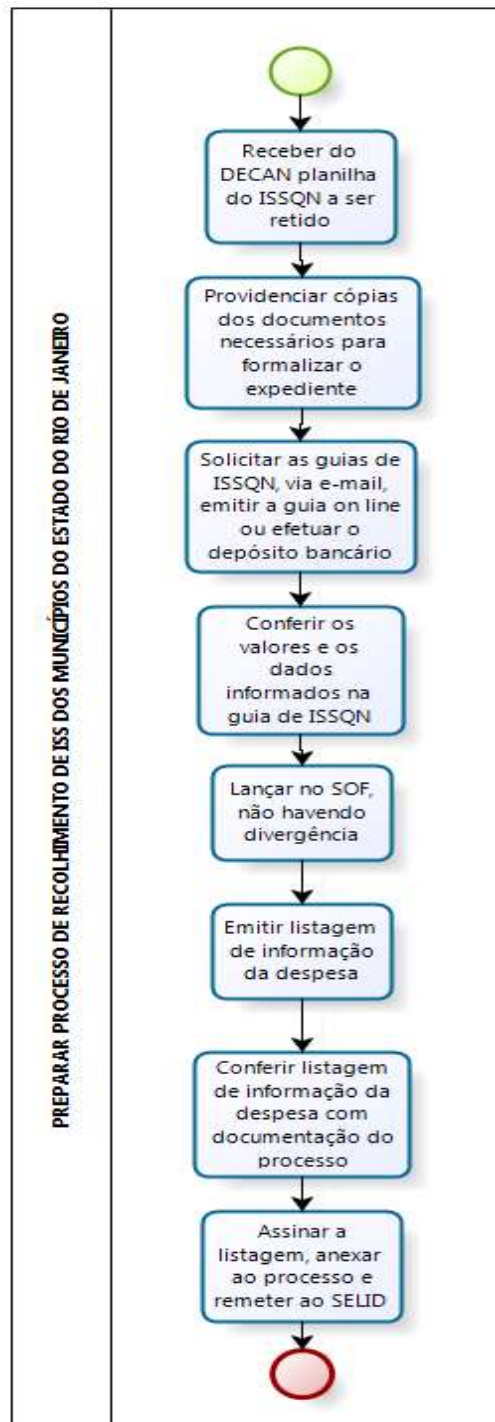 PREPARAR PROCESSO DE RECOLHIMENTO DE ISS DOS MUNICÍPIOS DO ESTADO DO RIO DE JANEIRO
Receber do
DECAN planilha
do ISSQN a ser
retido
Providenciar cópias
dos documentos
necessários para
formalizar o
expediente
Solicitar as guias de
ISSQN, via e-mail,
emitir a guia on line
ou efetuar o
depósito bancário
Conferir os
valores e os
dados
informados na
guia de ISSQN
Lançar no SOF,
não havendo
divergência
Emitir listagem
de informação
da despesa
Conferir listagem
de informação da
despesa com
documentação do
processo
Assinar a
listagem, anexar
ao processo e
remeter ao SELID